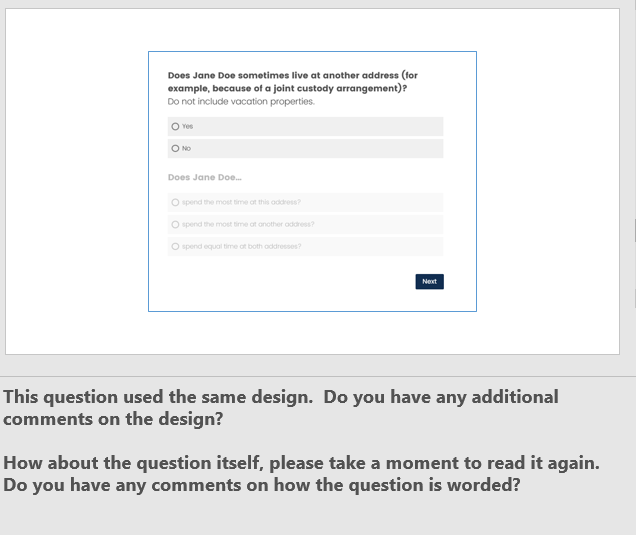 Does Jane Doe sometimes live at another address (for
example, because of a joint custody arrangement)?
Do not include vacation properties.
Yes
No
Does Jane Doe...
spend the most time at this address?
spend the most time at another address?
spend equal time at both addresses?
Next
This question used the same design.  Do you have any additional
comments on the design?
How about the question itself, please take a moment to read it again.
Do you have any comments on how the question is worded?